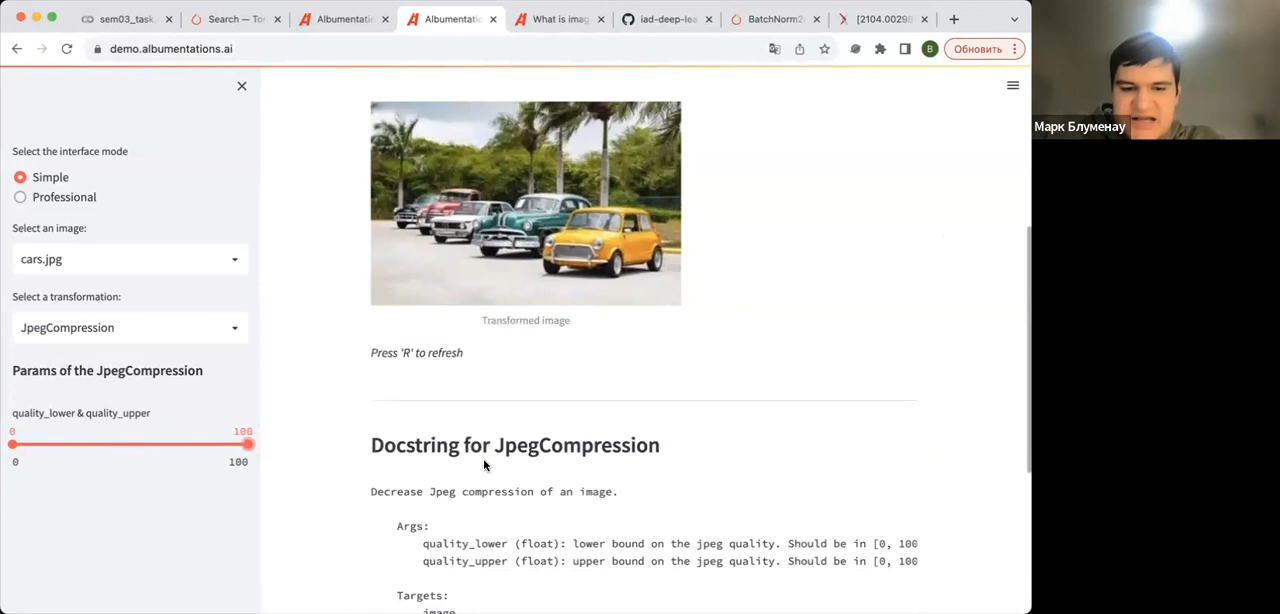 sem03_task.
Search — Tor
Albumentatio
Albumentatio
What is imag
iad-deep-lea
BatchNorm2
[2104.00298
demo.albumentations.ai
B
Обновить
Марк Блуменау
Select the interface mode
Simple
Professional
Select an image:
cars.jpg
Select a transformation:
JpegCompression
Params of the JpegCompression
quality_lower & quality_upper
0 100
0 100
Transformed image
Press 'R' to refresh
Docstring for JpegCompression
Decrease Jpeg compression of an image.
Args:
quality_lower (float): lower bound on the jpeg quality. Should be in [0, 100
quality_upper (float): upper bound on the jpeg quality. Should be in [0, 100
Targets:
image